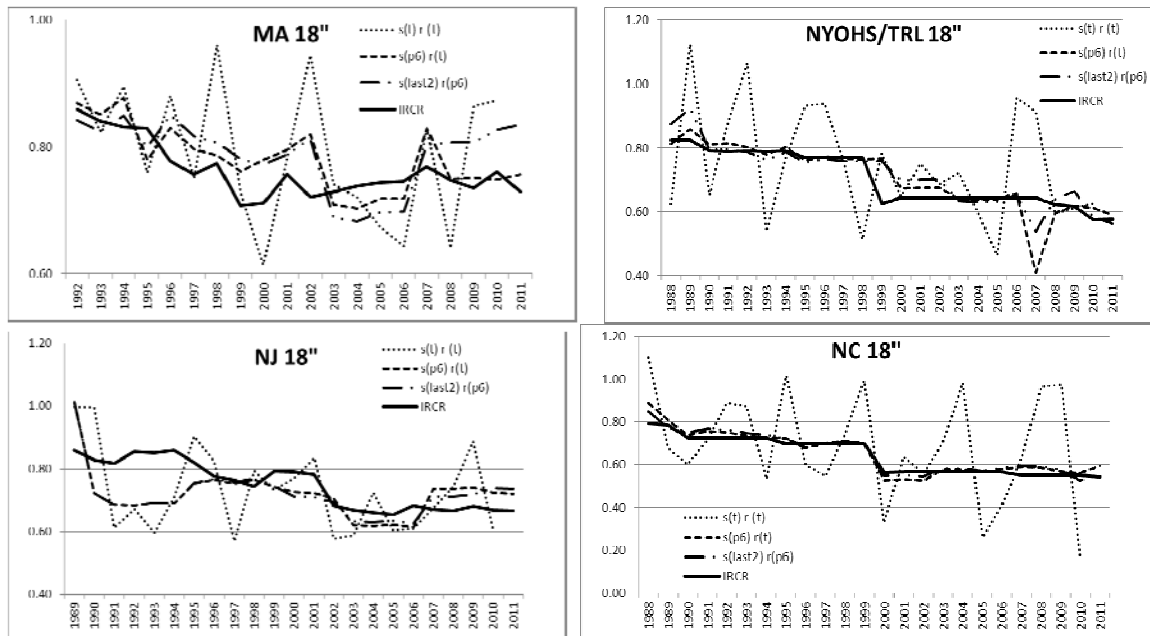 MA 18"
1.00
0.80
0.60
s(t) r (t)
s(p6) r(t)
s(last2) r(p6)
IRCR
1992 1993 1994 1995 1996 1997 1998 1999 2000 2001 2002 2003 2004 2005 2006 2007 2008 2009 2010 2011
NYOHS/TRL 18"
1.20
1.00
0.80
0.60
0.40
s(t) r (t)
s(p6) r(t)
s(last2) r(p6)
IRCR
1988 1989 1990 1991 1992 1993 1994 1995 1996 1997 1998 1999 2000 2001 2002 2003 2004 2005 2006 2007 2008 2009 2010 2011
NJ 18"
1.20
1.00
0.80
0.60
0.40
s(t) r (t)
s(p6) r(t)
s(last2) r(p6)
IRCR
1989 1990 1991 1992 1993 1994 1995 1996 1997 1998 1999 2000 2001 2002 2003 2004 2005 2006 2007 2008 2009 2010 2011
NC 18"
1.20
1.00
0.80
0.60
0.40
0.20
0.00
s(t) r (t)
s(p6) r(t)
s(last2) r(p6)
IRCR
1988 1989 1990 1991 1992 1993 1994 1995 1996 1997 1998 1999 2000 2001 2002 2003 2004 2005 2006 2007 2008 2009 2010 2011